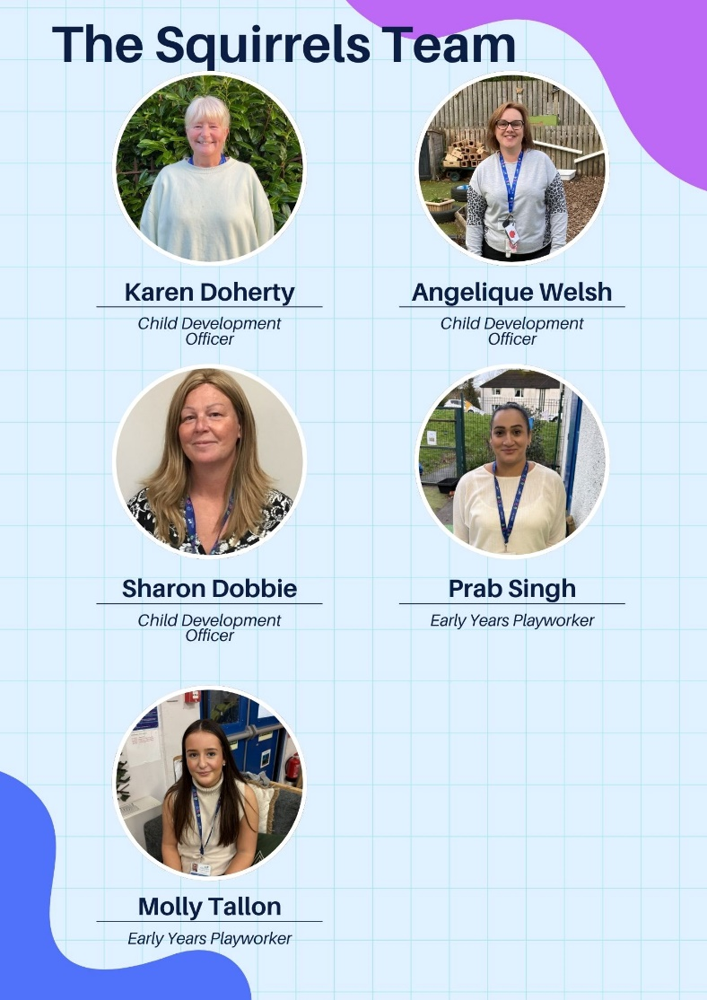 The Squirrels Team
Karen Doherty
Child Development
Officer
Angelique Welsh
Child Development
Officer
Sharon Dobbie
Child Development
Officer
Prab Singh
Early Years Playworker
Molly Tallon
Early Years Playworker